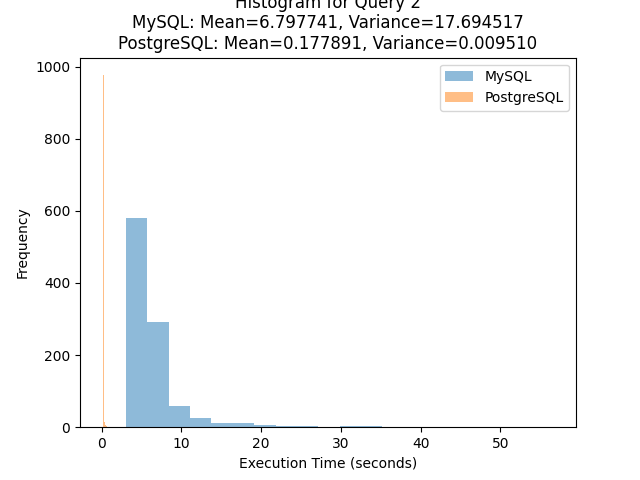 Histogram for Query 2
MySQL: Mean=6.797741, Variance=17.694517
PostgreSQL: Mean=0.177891, Variance=0.009510
MySQL
PostgreSQL
1000
800
600
400
200
0
Frequency
0 10 20 30 40 50
Execution Time (seconds)